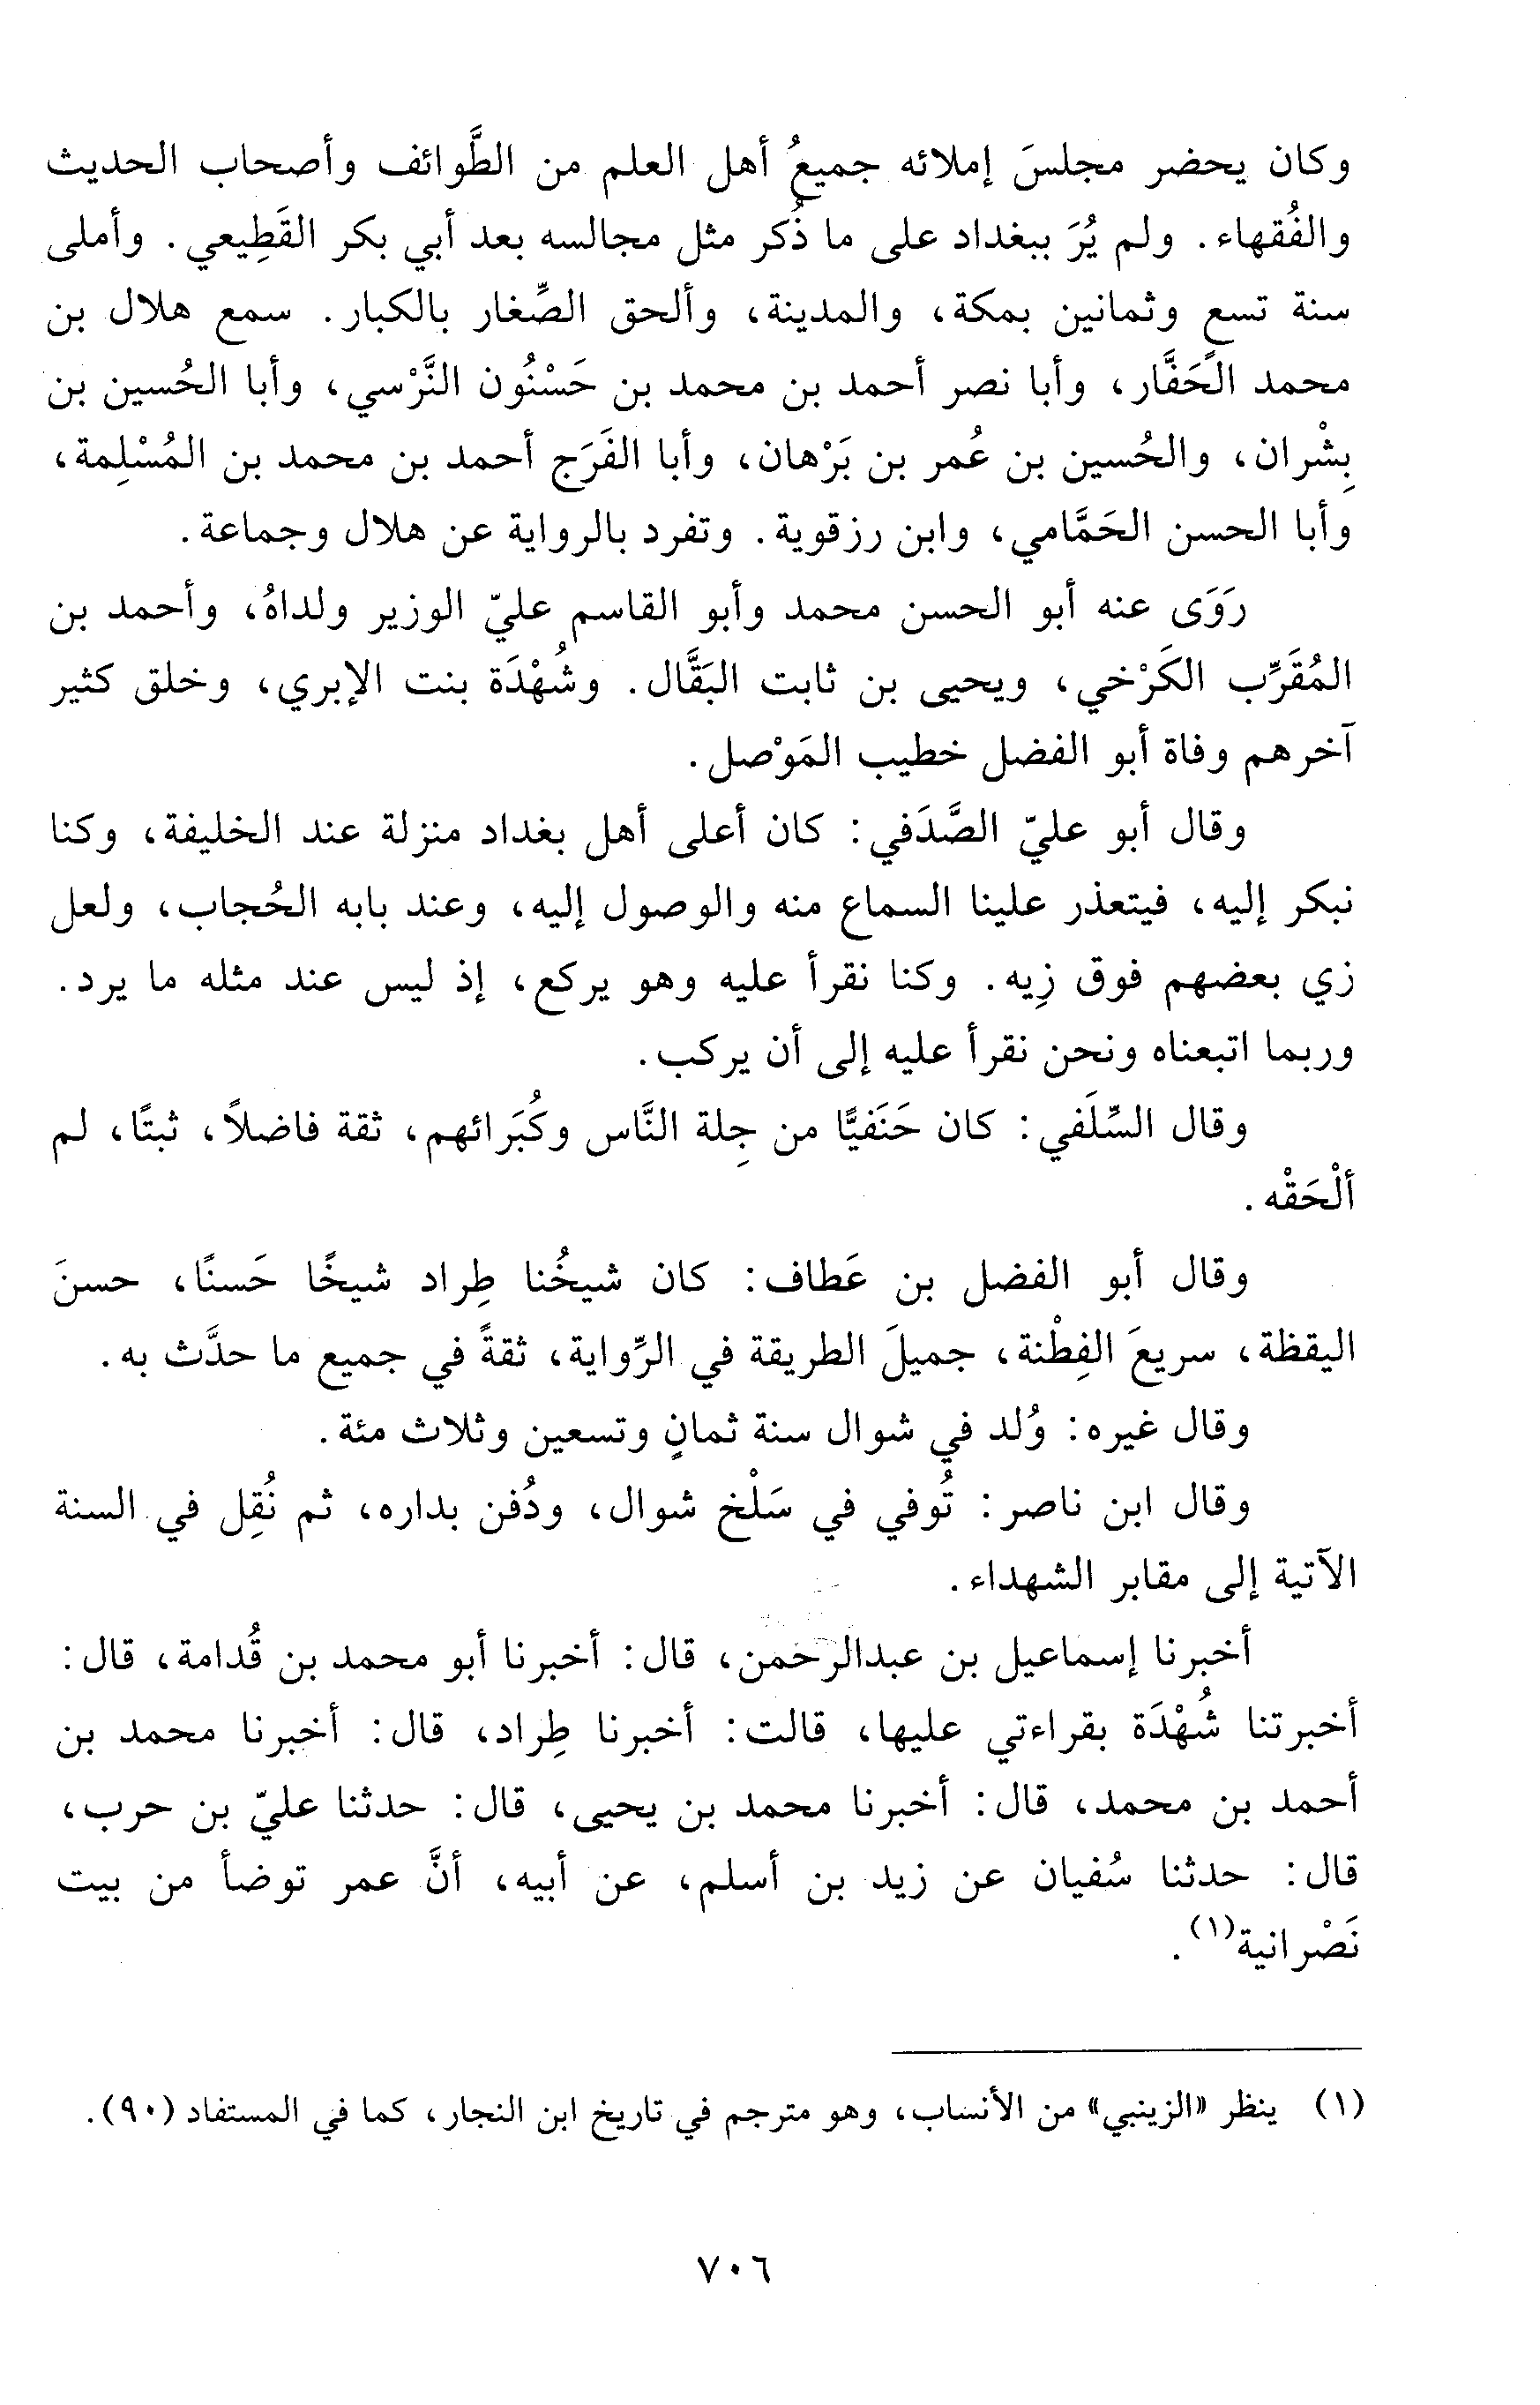 وكان يحضر مجلسَ إملائه جميعُ أهل العلم من الطَّوائف وأصحاب الحديث
والفُقهاء. ولم يُرَ ببغداد على ما ذُكر مثل مجالسه بعد أبي بكر القَطِيعي. وأملى
سنة تسعٍ وثمانين بمكة، والمدينة، وألحق الصِّغار بالكبار. سمع هلال بن
محمد الحَفَّار، وأبا نصر أحمد بن محمد بن حَسْنُون النَّرْسي، وأبا الحُسين بن
بِشْران، والحُسين بن عُمر بن بَرْهان، وأبا الفَرَج أحمد بن محمد بن المُسْلِمة،
وأبا الحسن الحَمَّامي، وابن رزقوية. وتفرد بالرواية عن هلال وجماعة.
رَوَى عنه أبو الحسن محمد وأبو القاسم عليّ الوزير ولداهُ، وأحمد بن
المُقَرِّب الكَرْخي، ويحيى بن ثابت البَقَّال. وشُهْدَة بنت الإبري، وخلق كثير
آخرهم وفاة أبو الفضل خطيب المَوْصل.
وقال أبو عليّ الصَّدَفي: كان أعلى أهل بغداد منزلة عند الخليفة، وكنا
نبكر إليه، فيتعذر علينا السماع منه والوصول إليه، وعند بابه الحُجاب، ولعل
زي بعضهم فوق زِيه. وكنا نقرأ عليه وهو يركع، إذ ليس عند مثله ما يرد.
وربما اتبعناه ونحن نقرأ عليه إلى أن يركب.
وقال السِّلَفي: كان حَنَفيًّا من جِلة النَّاس وكُبَرائهم، ثقة فاضلاً، ثبتًا، لم
ألْحَقْه.
وقال أبو الفضل بن عَطاف: كان شيخُنا طِراد شيخًا حَسنًا، حسنَ
اليقظة، سريعَ الفِطْنة، جميلَ الطريقة في الرِّواية، ثقةً في جميع ما حدَّث به.
وقال غيره: وُلد في شوال سنة ثمانٍ وتسعين وثلاث مئة.
وقال ابن ناصر: تُوفي في سَلْخ شوال، ودُفن بداره، ثم نُقِل في السنة
الآتية إلى مقابر الشهداء.
أخبرنا إسماعيل بن عبدالرحمن، قال: أخبرنا أبو محمد بن قُدامة، قال:
أخبرتنا شُهْدَة بقراءتي عليها، قالت: أخبرنا طِراد، قال: أخبرنا محمد بن
أحمد بن محمد، قال: أخبرنا محمد بن يحيى، قال: حدثنا عليّ بن حرب،
قال: حدثنا سُفيان عن زيد بن أسلم، عن أبيه، أنَّ عمر توضأ من بيت
نَصْرانية(١).
(١) ينظر «الزينبي» من الأنساب، وهو مترجم في تاريخ ابن النجار، كما في المستفاد (٩٠).
٧٠٦